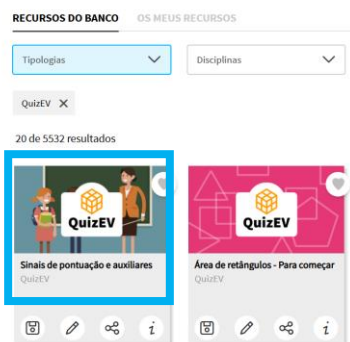 RECURSOS DO BANCO OS MEUS RECURSOS
Tipologias Disciplinas
QuizEV X
20 de 5532 resultados
QuizEV QuizEV
Sinais de pontuação e auxiliares Área de retângulos - Para começar
QuizEV QuizEV
i i